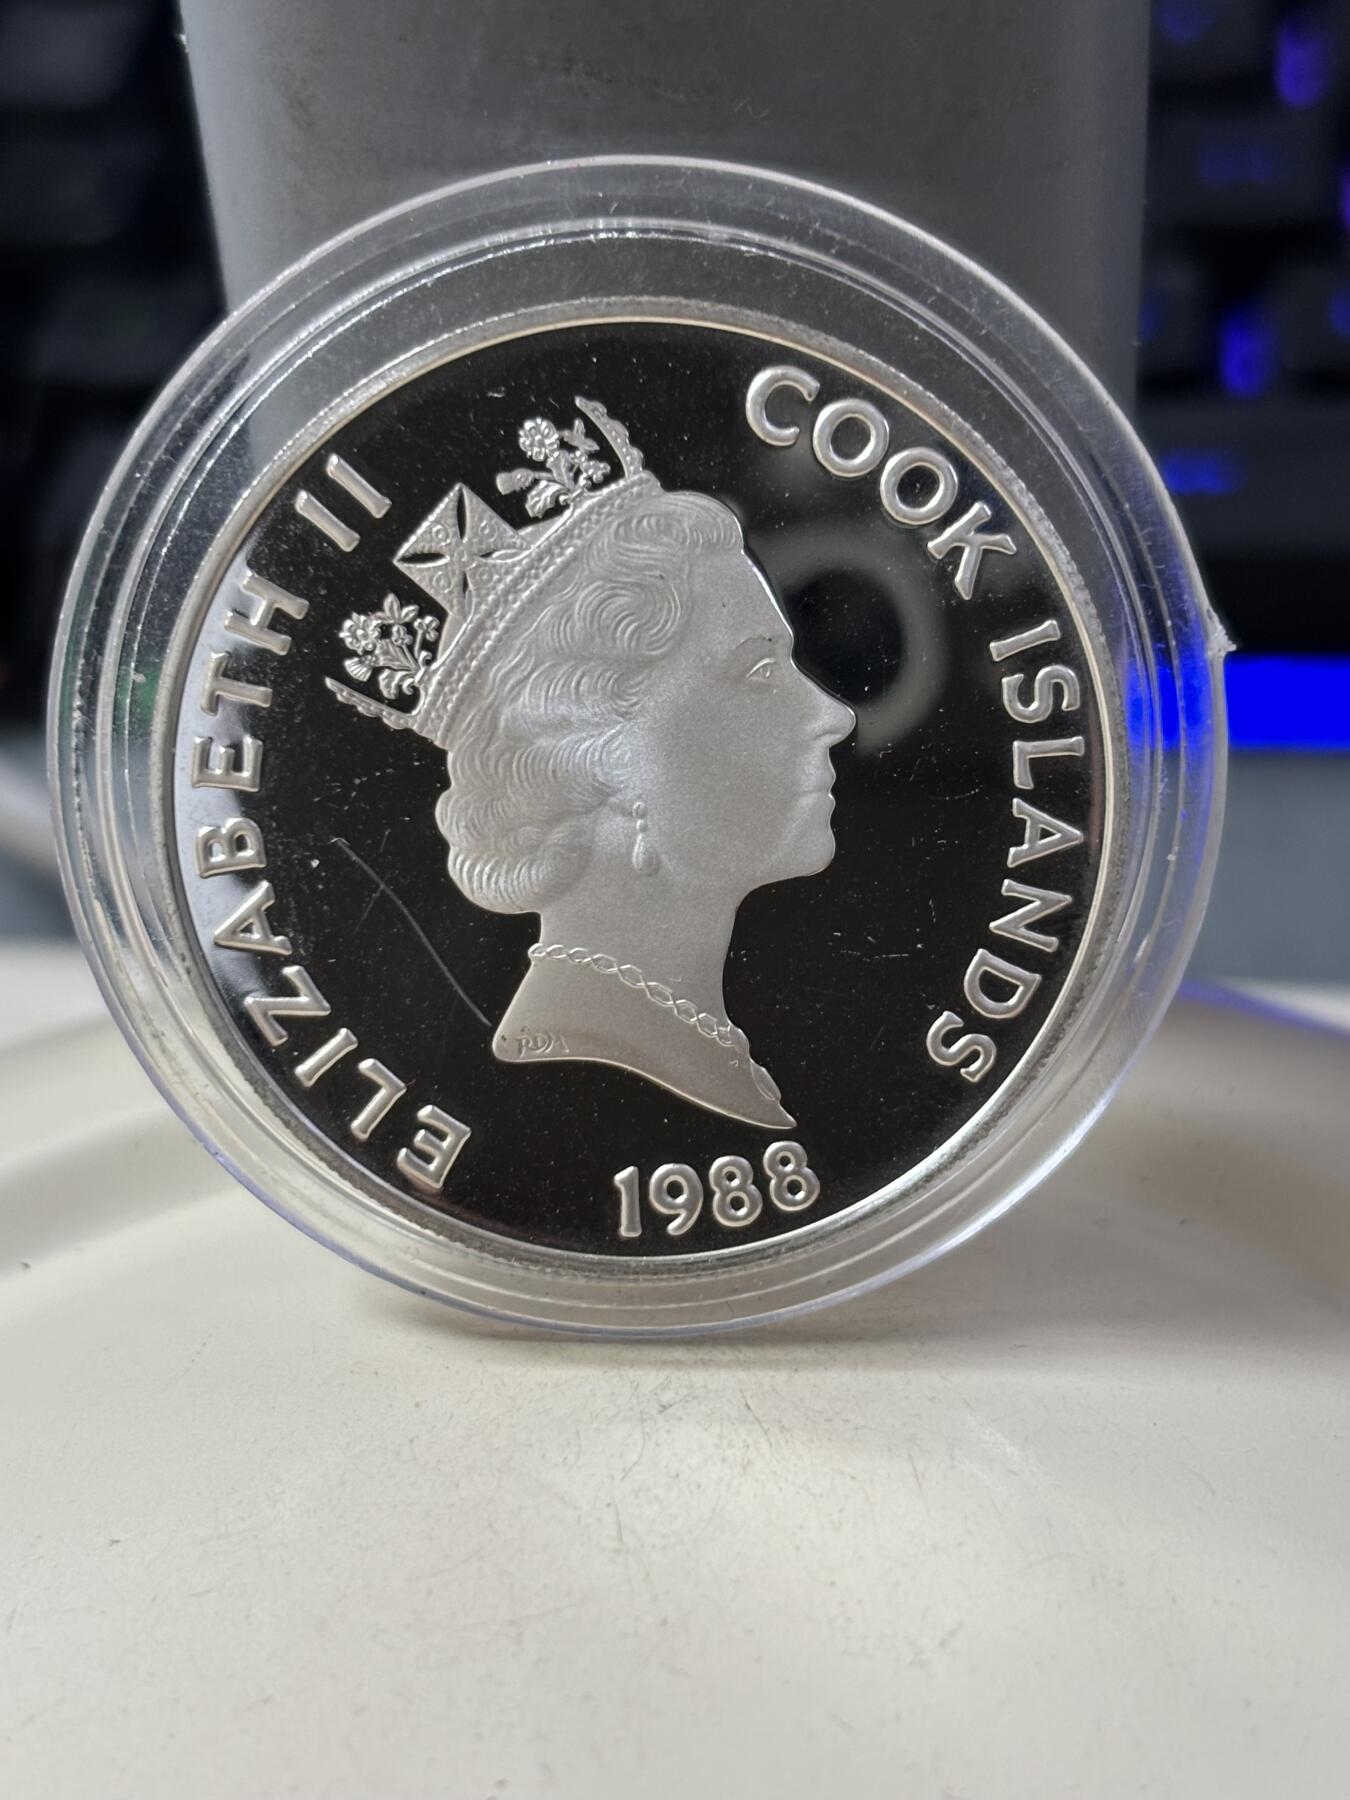 ELIZABETH II
COOK ISLANDS
1988
RDM